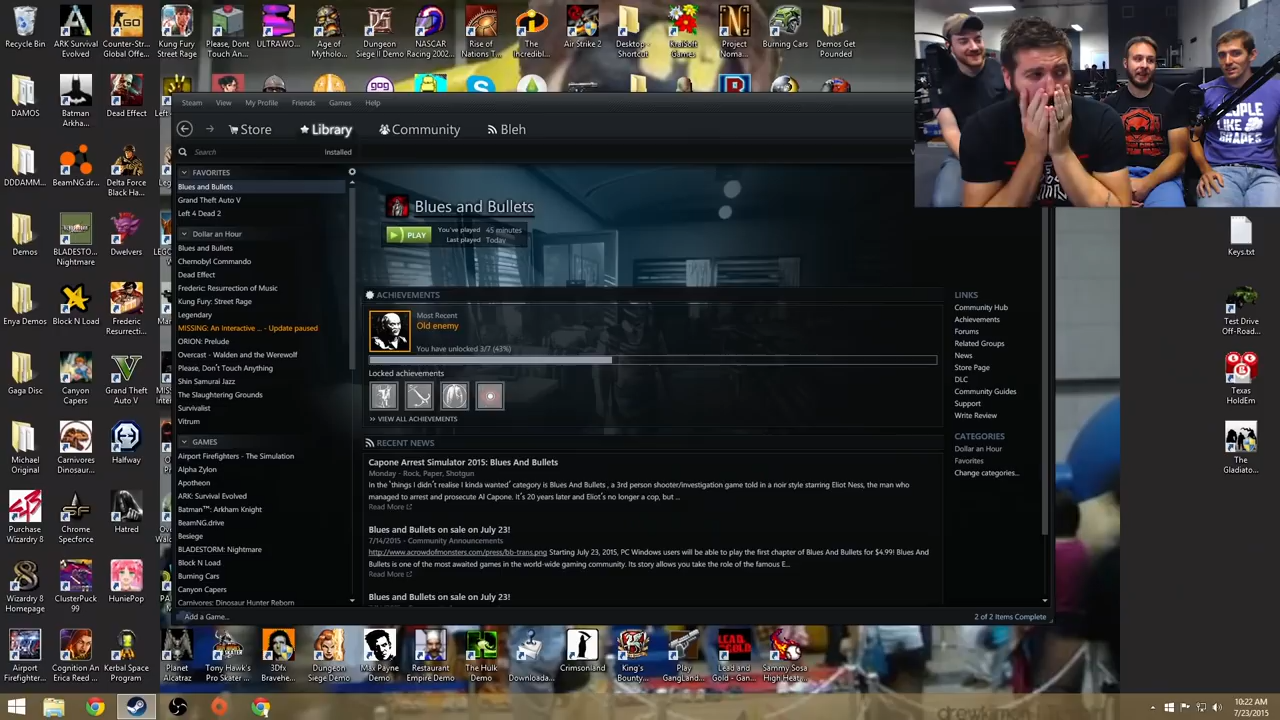 Recycle Bin
ARK Survival
Counter-Str... Global Offe...
Kung Fury Street Rage
Please, Dont Touch Anyt...
ULTRAWO...
Age of Mytholo...
Dungeon Siege II Demo
NASCAR Racing 2002...
Rise of Nations Demo
The Incredibl...
Air Strike 2
Desktop - Shortcut
KraiSoft Games
Project Noma...
Burning Cars
Demos Get Pounded
DAMOS
Batman Arkha...
Dead Effect
Steam View My Profile Friends Games Help
Store Library Community Bleh
Search Installed
FAVORITES
Blues and Bullets
Grand Theft Auto V
Left 4 Dead 2
Dollar an Hour
Blues and Bullets
Chernobyl Commando
Dead Effect
Frederic: Resurrection of Music
Kung Fury: Street Rage
Legendary
MISSING: An Interactive ... - Update paused
ORION: Prelude
Overcast - Walden and the Werewolf
Please, Don't Touch Anything
Shin Samurai Jazz
The Slaughtering Grounds
Survivalist
Vitrum
GAMES
Airport Firefighters - The Simulation
Alpha Zylon
Apotheon
ARK: Survival Evolved
Batman™: Arkham Knight
BeamNG.drive
Besiege
BLADESTORM: Nightmare
Block N Load
Burning Cars
Canyon Capers
Carnivores: Dinosaur Hunter Reborn
Add a Game...
2 of 2 Items Complete
Blues and Bullets
PLAY
You've played 45 minutes
Last played Today
ACHIEVEMENTS
Most Recent
Old enemy
You have unlocked 3/7 (43%)
Locked achievements
>> VIEW ALL ACHIEVEMENTS
RECENT NEWS
Capone Arrest Simulator 2015: Blues And Bullets
Monday - Rock, Paper, Shotgun
In the 'things I didn't realise I kinda wanted' category is Blues And Bullets , a 3rd person shooter/investigation game told in a noir style starring Eliot Ness, the man who
managed to arrest and prosecute Al Capone. It's 20 years later and Eliot's no longer a cop, but ...
Read More
Blues and Bullets on sale on July 23!
7/14/2015 - Community Announcements
http://www.acrowdofmonsters.com/press/bb-trans.png Starting July 23, 2015, PC Windows users will be able to play the first chapter of Blues And Bullets for $4.99! Blues And
Bullets is one of the most awaited games in the world-wide gaming community. Its story allows you take the role of the famous E...
Read More
Blues and Bullets on sale on July 23!
LINKS
Community Hub
Achievements
Forums
Related Groups
News
Store Page
DLC
Community Guides
Support
Write Review
CATEGORIES
Dollar an Hour
Favorites
Change categories...
DDDAMM...
BeamNG.dr...
Delta Force Black Ha...
Demos
BLADESTO... Nightmare
Dwelvers
Enya Demos
Block N Load
Frederic Resurrecti...
Gaga Disc
Canyon Capers
Grand Theft Auto V
Michael Original
Carnivores Dinosaur...
Halfway
Purchase Wizardry 8
Chrome Specforce
Hatred
Wizardry 8 Homepage
ClusterPuck 99
HuniePop
Airport Firefighter...
Cognition An Erica Reed...
Kerbal Space Program
Planet Alcatraz
Tony Hawk's Pro Skater ...
3Dfx Bravehe...
Dungeon Siege Demo
Max Payne Demo
Restaurant Empire Demo
The Hulk Demo
Downloada...
Crimsonland
King's Bounty...
Play GangLand...
Lead and Gold - Gan...
Sammy Sosa High Heat...
Keys.txt
Test Drive Off-Road...
Texas HoldEm
The Gladiato...
PEOPLE LIKE GRAPES
10:22 AM
7/23/2015